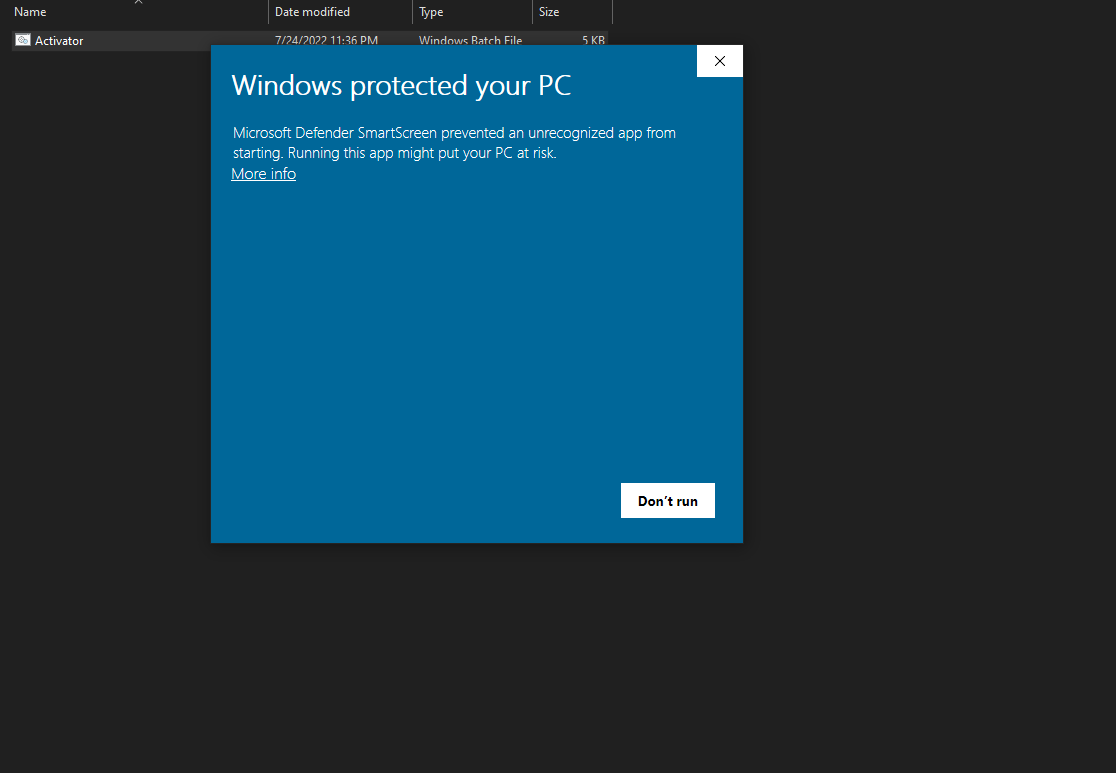 Name Date modified Type Size
Activator 7/24/2022 11:36 PM Windows Batch File 5 KB
Windows protected your PC
Microsoft Defender SmartScreen prevented an unrecognized app from
starting. Running this app might put your PC at risk.
More info
Don't run